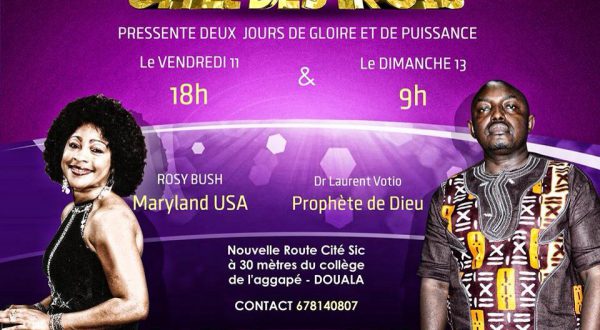 PRESSENTE DEUX JOURS DE GLOIRE ET DE PUISSANCE
Le VENDREDI 11
18h
&
Le DIMANCHE 13
9h
ROSY BUSH
Maryland USA
Dr Laurent Votio
Prophète de Dieu
Nouvelle Route Cité Sic
à 30 mètres du collège
de l'aggapé - DOUALA
CONTACT 678140807